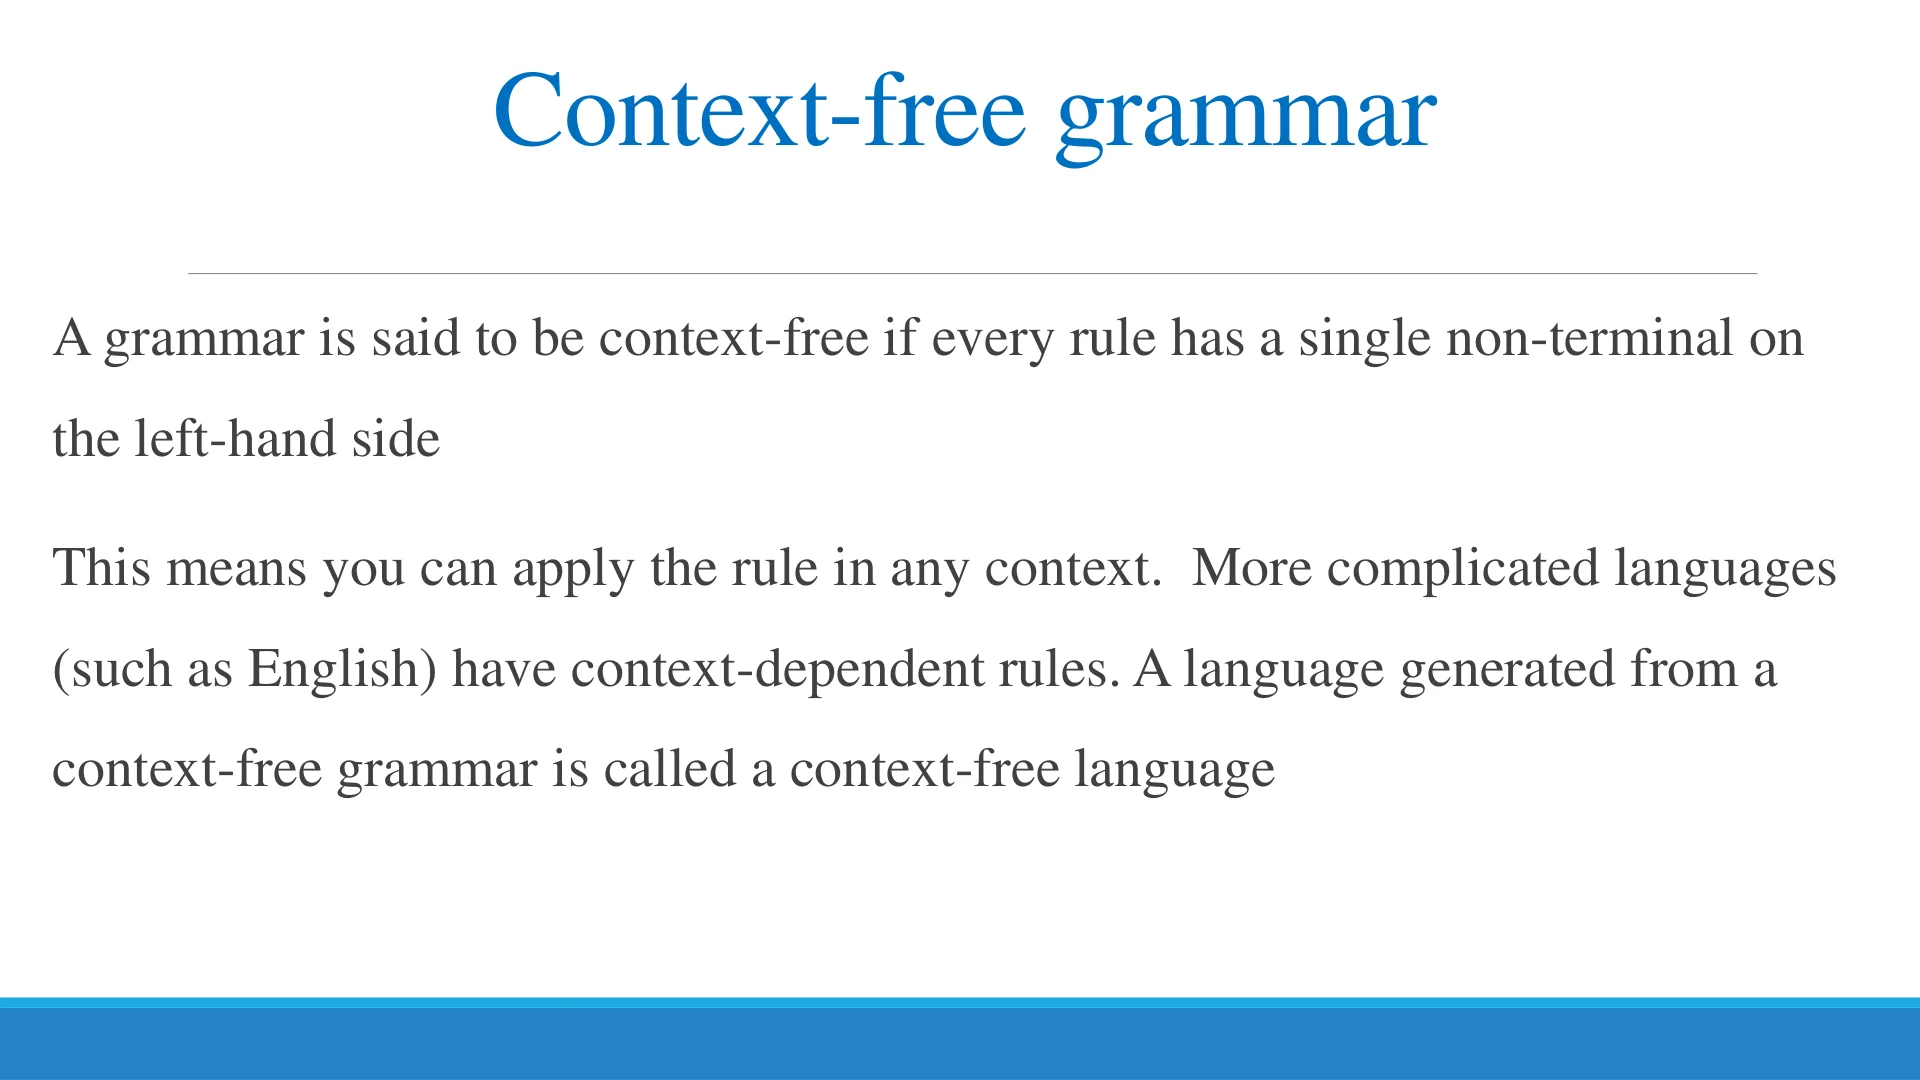 Context-free grammar
A grammar is said to be context-free if every rule has a single non-terminal on
the left-hand side
This means you can apply the rule in any context.  More complicated languages
(such as English) have context-dependent rules. A language generated from a
context-free grammar is called a context-free language